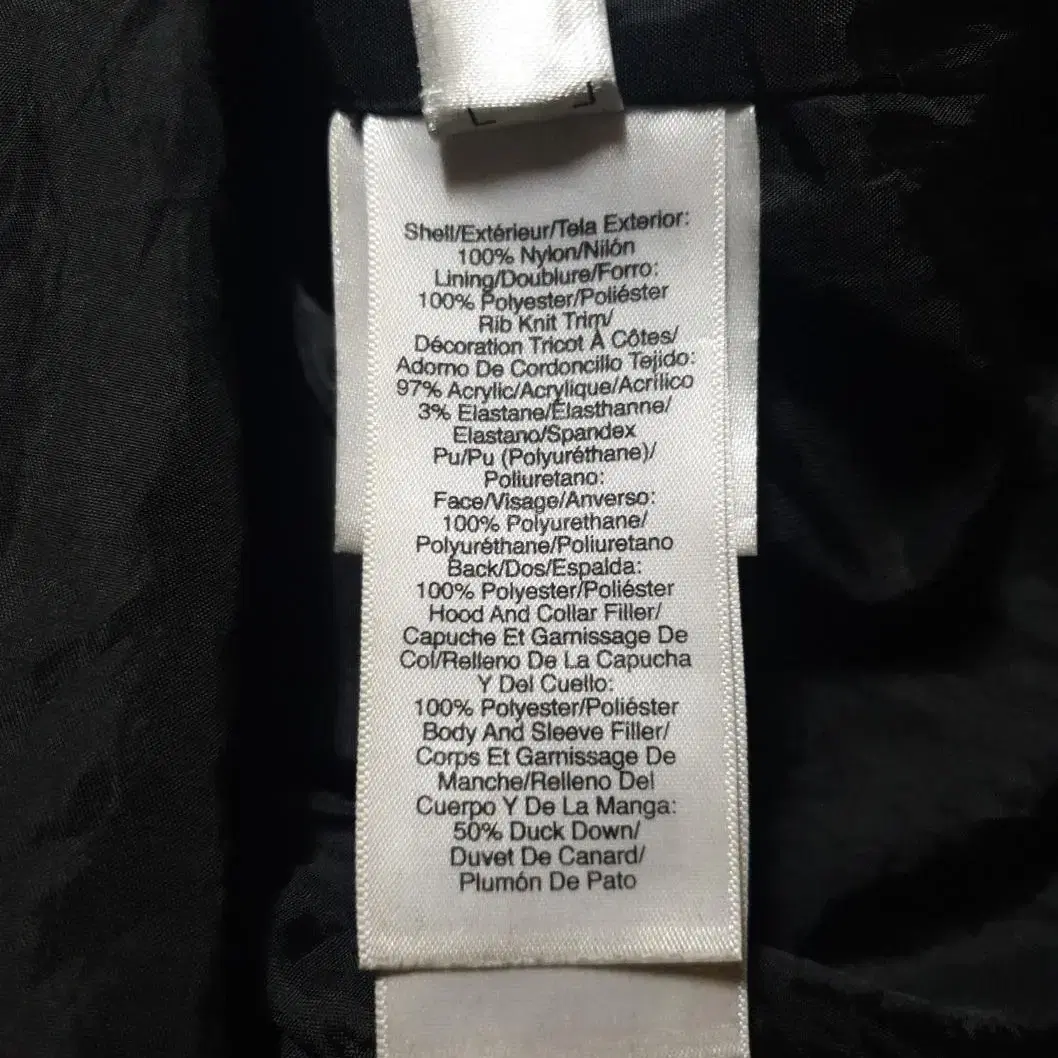 Shell/Extérieur/Tela Exterior:
100% Nylon/Nilón
Lining/Doublure/Forro:
100% Polyester/Poliéster
Rib Knit Trim/
Décoration Tricot À Côtes/
Adorno De Cordoncillo Tejido:
97% Acrylic/Acrylique/Acrílico
3% Elastane/Élasthanne/
Elastano/Spandex
Pu/Pu (Polyuréthane)/
Poliuretano:
Face/Visage/Anverso:
100% Polyurethane/
Polyuréthane/Poliuretano
Back/Dos/Espalda:
100% Polyester/Poliéster
Hood And Collar Filler/
Capuche Et Garnissage De
Col/Relleno De La Capucha
Y Del Cuello:
100% Polyester/Poliéster
Body And Sleeve Filler/
Corps Et Garnissage De
Manche/Relleno Del
Cuerpo Y De La Manga:
50% Duck Down/
Duvet De Canard/
Plumón De Pato